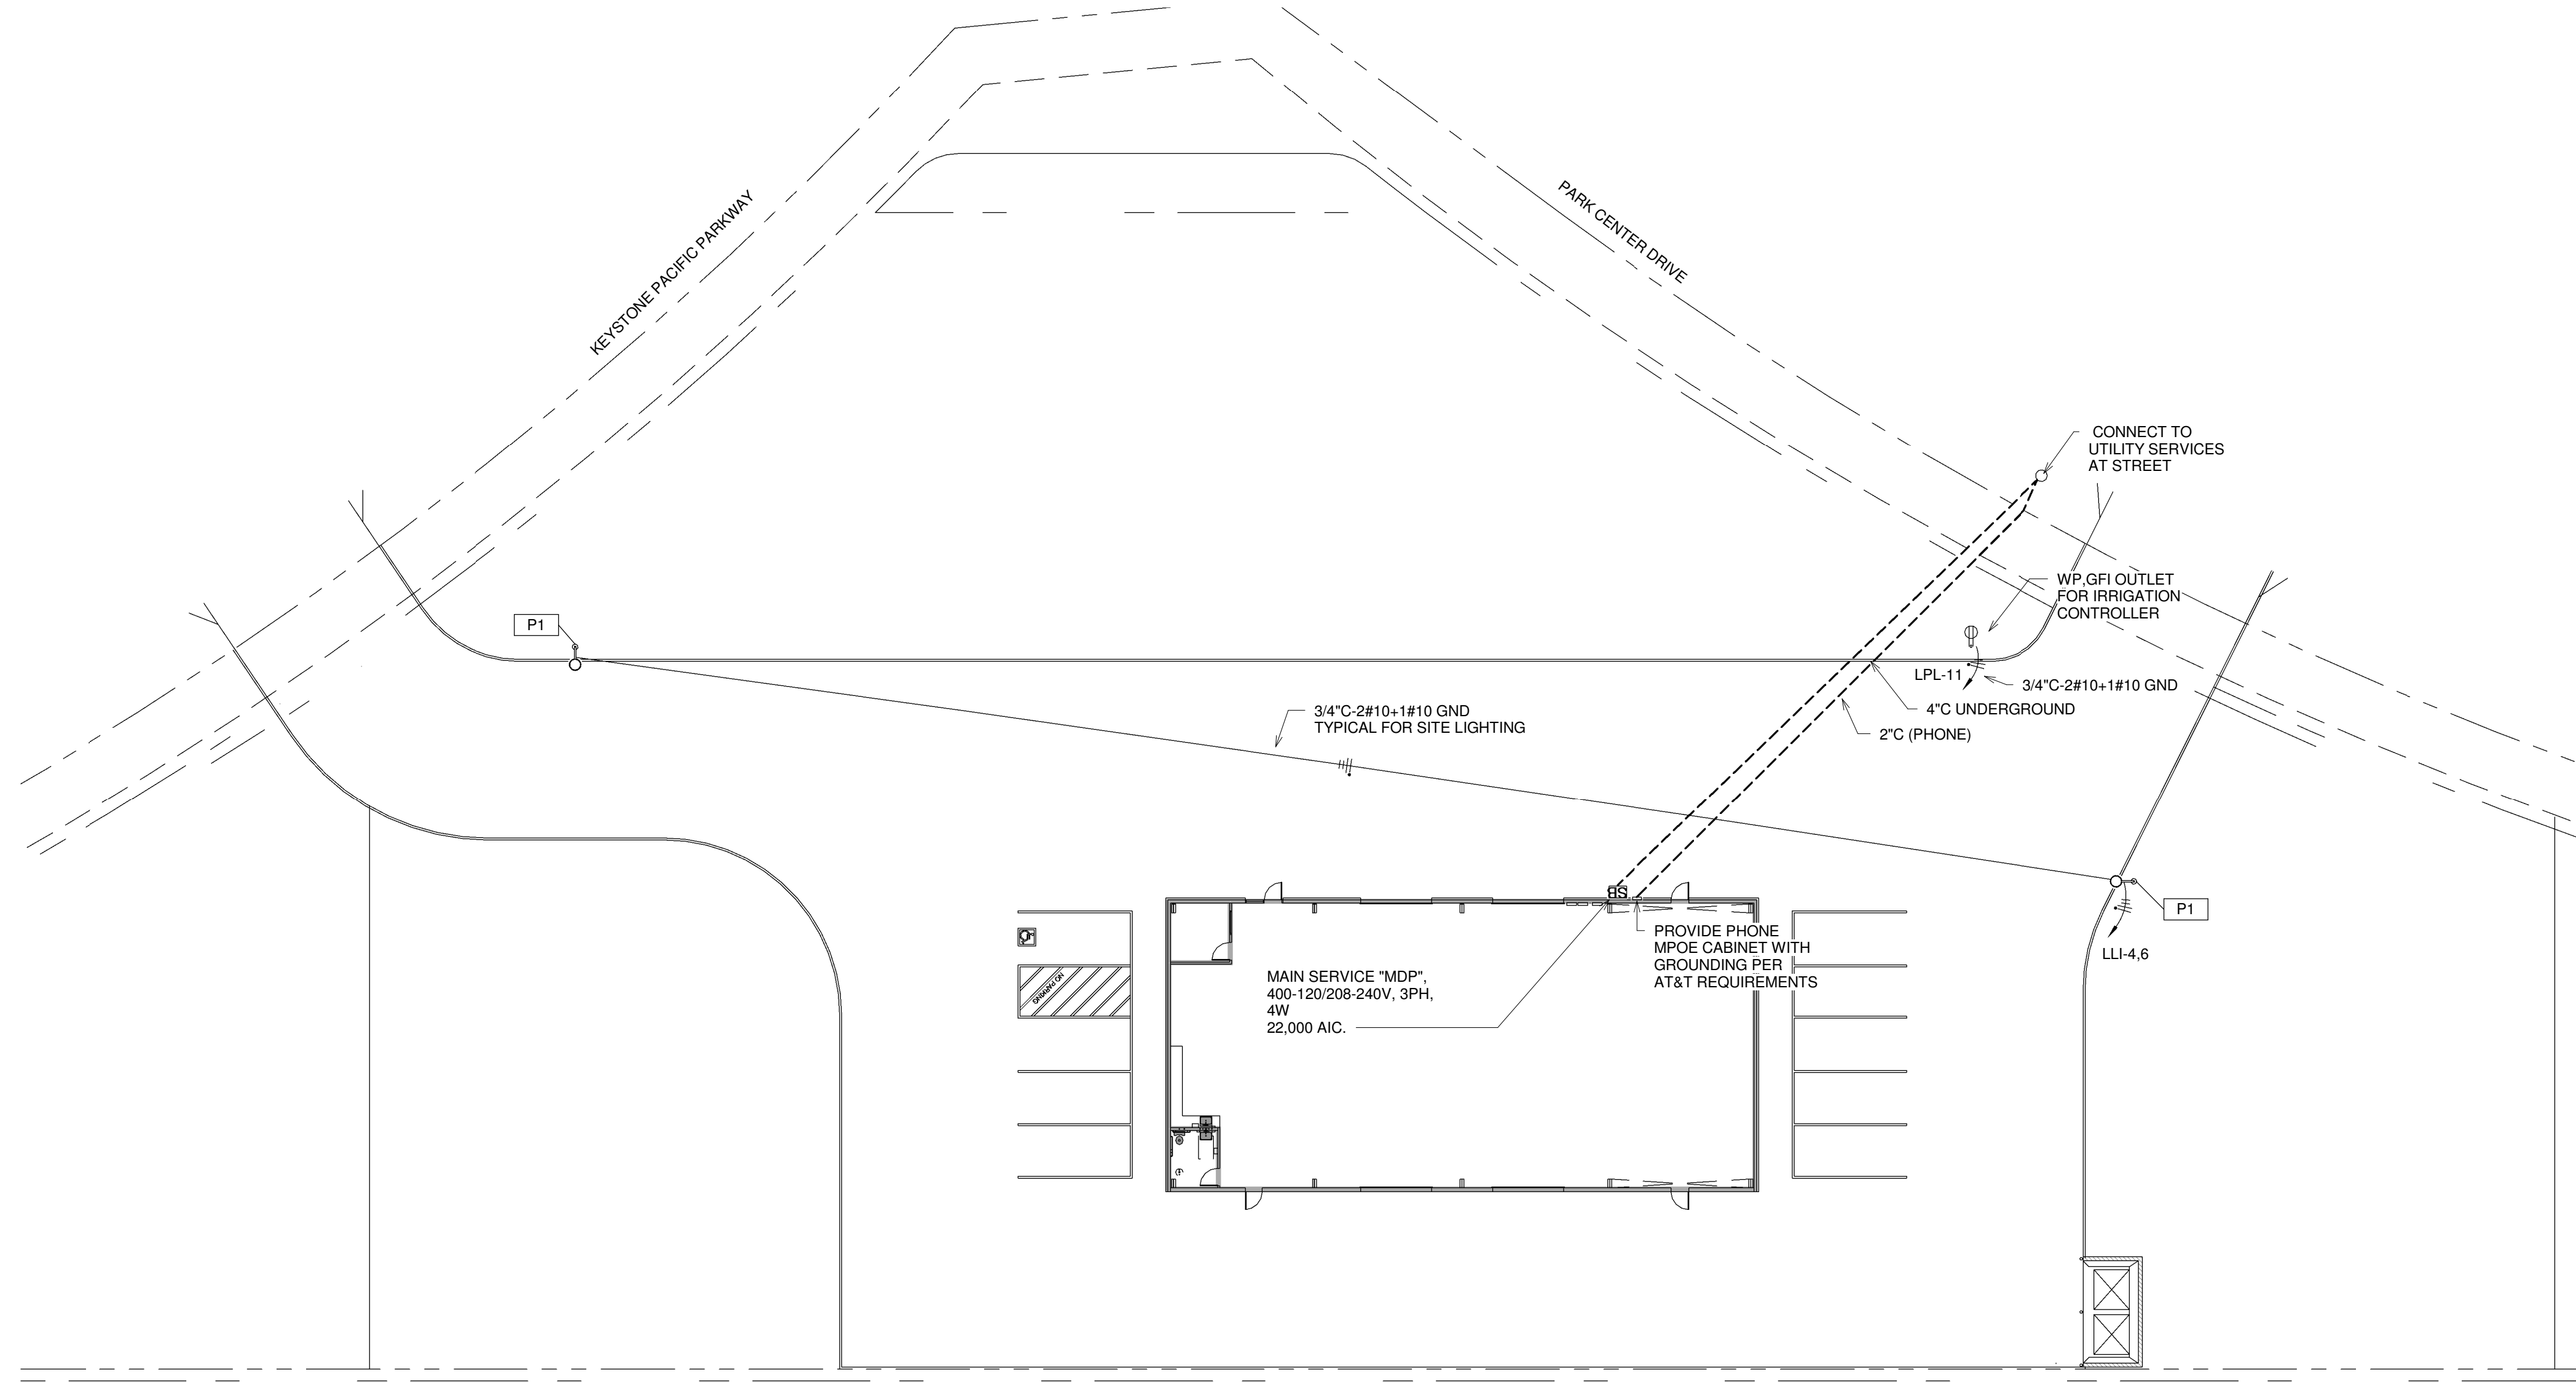 KEYSTONE PACIFIC PARKWAY
PARK CENTER DRIVE
CONNECT TO
UTILITY SERVICES
AT STREET
WP,GFI OUTLET
FOR IRRIGATION
CONTROLLER
P1
LPL-11
3/4"C-2#10+1#10 GND
4"C UNDERGROUND
2"C (PHONE)
3/4"C-2#10+1#10 GND
TYPICAL FOR SITE LIGHTING
SB
P1
LLI-4,6
PROVIDE PHONE
MPOE CABINET WITH
GROUNDING PER
AT&T REQUIREMENTS
MAIN SERVICE "MDP",
400-120/208-240V, 3PH,
4W
22,000 AIC.
NO PARKING